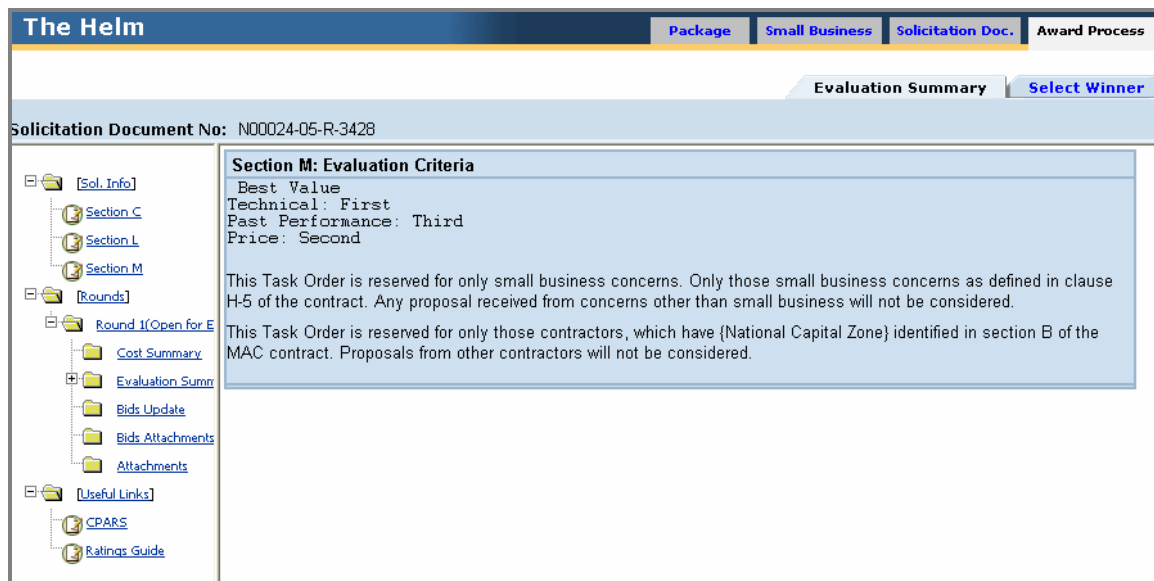 The Helm
Package
Small Business
Solicitation Doc.
Award Process
Evaluation Summary
Select Winner
Solicitation Document No: N00024-05-R-3428
[Sol. Info]
Section C
Section L
Section M
[Rounds]
Round 1(Open for E
Cost Summary
Evaluation Summ
Bids Update
Bids Attachments
Attachments
[Useful Links]
CPARS
Ratings Guide
Section M: Evaluation Criteria
Best Value
Technical: First
Past Performance: Third
Price: Second
This Task Order is reserved for only small business concerns. Only those small business concerns as defined in clause
H-5 of the contract. Any proposal received from concerns other than small business will not be considered.
This Task Order is reserved for only those contractors, which have {National Capital Zone} identified in section B of the
MAC contract. Proposals from other contractors will not be considered.